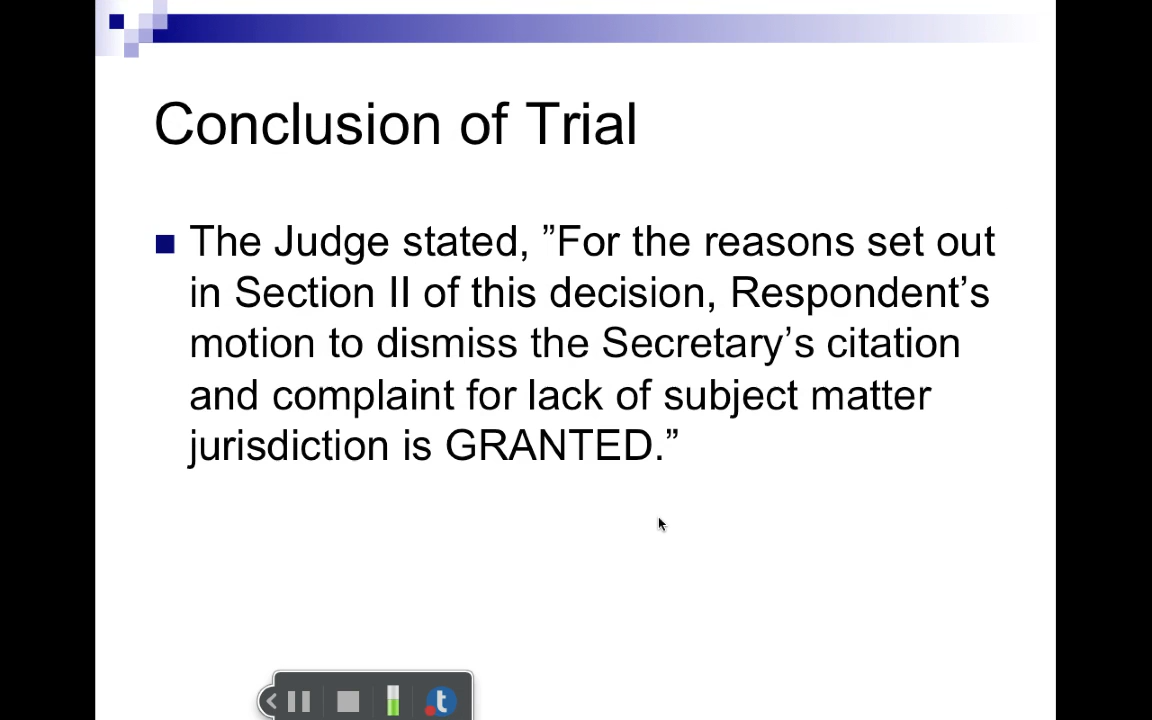 Conclusion of Trial
The Judge stated, ”For the reasons set out
in Section II of this decision, Respondent’s
motion to dismiss the Secretary’s citation
and complaint for lack of subject matter
jurisdiction is GRANTED.”
t